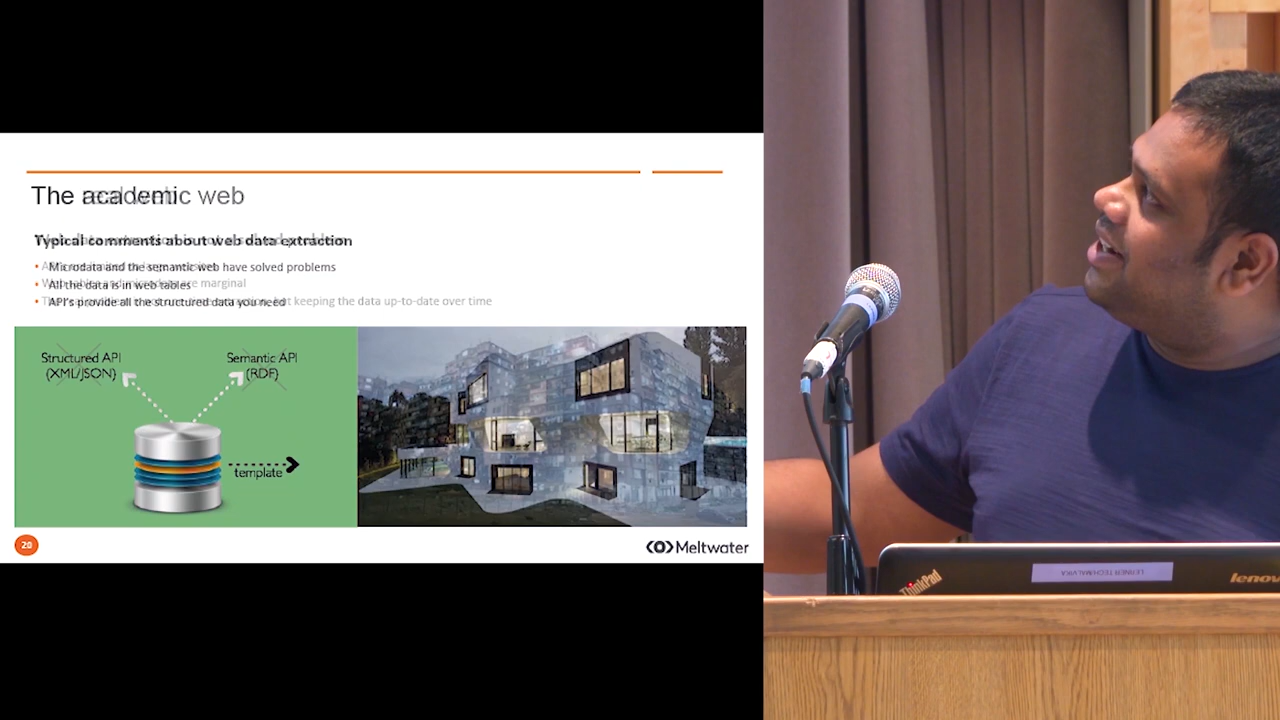 The academic web
Typical comments about web data extraction
• Microdata and the semantic web have solved problems
• All the data is in web tables
marginal
• API's provide all the structured data you need
keeping the data up-to-date over time
Structured API
(XML/JSON)
Semantic API
(RDF)
template
20
Meltwater
ThinkPad
lenov